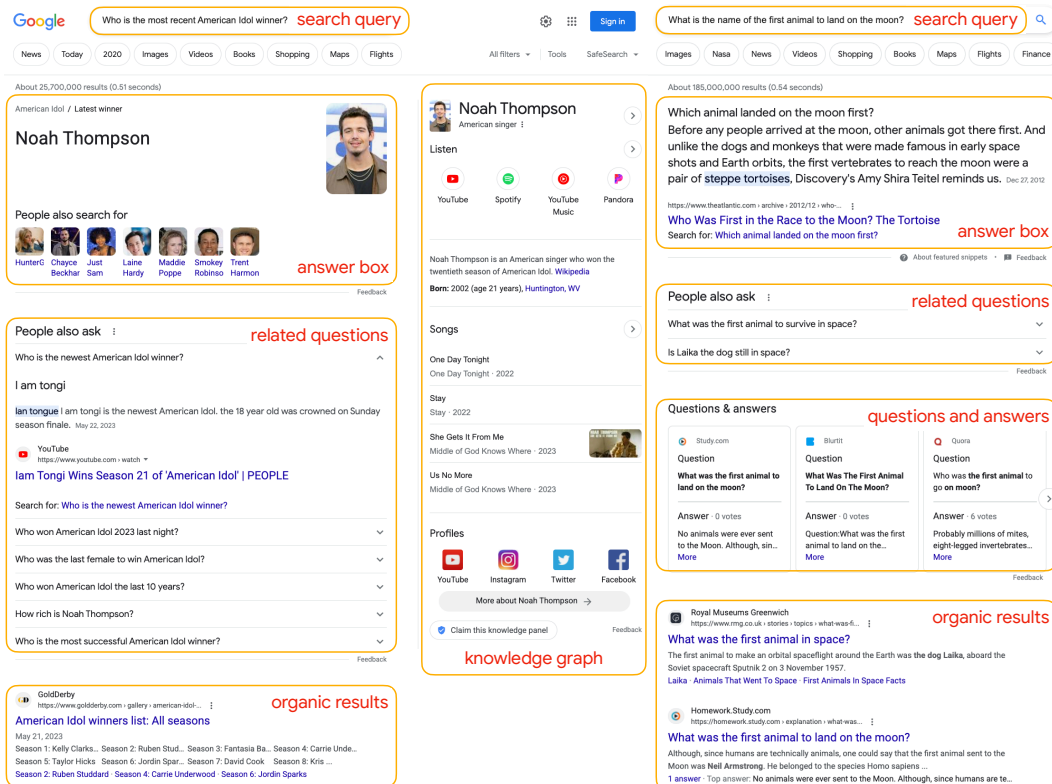 Google
Who is the most recent American Idol winner?
search query
Sign in
News Today 2020 Images Videos Books Shopping Maps Flights
All filters Tools SafeSearch
About 25,700,000 results (0.51 seconds)
American Idol / Latest winner
Noah Thompson
People also search for
HunterG Chayce Beckhar Just Sam Laine Hardy Maddie Poppe Smokey Robinso Trent Harmon
answer box
Feedback
People also ask
related questions
Who is the newest American Idol winner?
I am tongi
Ian tongue I am tongi is the newest American Idol. the 18 year old was crowned on Sunday
season finale. May 22, 2023
YouTube
https://www.youtube.com › watch
Iam Tongi Wins Season 21 of 'American Idol' | PEOPLE
Search for: Who is the newest American Idol winner?
Who won American Idol 2023 last night?
Who was the last female to win American Idol?
Who won American Idol the last 10 years?
How rich is Noah Thompson?
Who is the most successful American Idol winner?
Feedback
GoldDerby
https://www.goldderby.com › gallery › american-idol-...
organic results
American Idol winners list: All seasons
May 21, 2023
Season 1: Kelly Clarks... Season 2: Ruben Stud... Season 3: Fantasia Ba... Season 4: Carrie Unde...
Season 5: Taylor Hicks Season 6: Jordin Spar... Season 7: David Cook Season 8: Kris ...
Season 2: Ruben Studdard · Season 4: Carrie Underwood · Season 6: Jordin Sparks
Noah Thompson
American singer
Listen
YouTube Spotify YouTube Music Pandora
Noah Thompson is an American singer who won the
twentieth season of American Idol. Wikipedia
Born: 2002 (age 21 years), Huntington, WV
Songs
One Day Tonight
One Day Tonight · 2022
Stay
Stay · 2022
She Gets It From Me
Middle of God Knows Where · 2023
Us No More
Middle of God Knows Where · 2023
Profiles
YouTube Instagram Twitter Facebook
More about Noah Thompson →
Claim this knowledge panel
Feedback
knowledge graph
What is the name of the first animal to land on the moon?
search query
Images Nasa News Videos Shopping Books Maps Flights Finance
About 185,000,000 results (0.54 seconds)
Which animal landed on the moon first?
Before any people arrived at the moon, other animals got there first. And
unlike the dogs and monkeys that were made famous in early space
shots and Earth orbits, the first vertebrates to reach the moon were a
pair of steppe tortoises, Discovery's Amy Shira Teitel reminds us. Dec 27, 2012
https://www.theatlantic.com › archive › 2012/12 › who-...
Who Was First in the Race to the Moon? The Tortoise
Search for: Which animal landed on the moon first?
answer box
About featured snippets · Feedback
People also ask
related questions
What was the first animal to survive in space?
Is Laika the dog still in space?
Feedback
Questions & answers
questions and answers
Study.com
Question
What was the first animal to
land on the moon?
Answer · 0 votes
No animals were ever sent
to the Moon. Although, sin...
More
Blurtit
Question
What Was The First Animal
To Land On The Moon?
Answer · 0 votes
Question:What was the first
animal to land on the...
More
Quora
Question
Who was the first animal to
go on moon?
Answer · 6 votes
Probably millions of mites,
eight-legged invertebrates...
More
Feedback
Royal Museums Greenwich
https://www.rmg.co.uk › stories › topics › what-was-fi...
organic results
What was the first animal in space?
The first animal to make an orbital spaceflight around the Earth was the dog Laika, aboard the
Soviet spacecraft Sputnik 2 on 3 November 1957.
Laika · Animals That Went To Space · First Animals In Space Facts
Homework.Study.com
https://homework.study.com › explanation › what-was...
What was the first animal to land on the moon?
Although, since humans are technically animals, one could say that the first animal sent to the
Moon was Neil Armstrong. He belonged to the species Homo sapiens ...
1 answer · Top answer: No animals were ever sent to the Moon. Although, since humans are te...